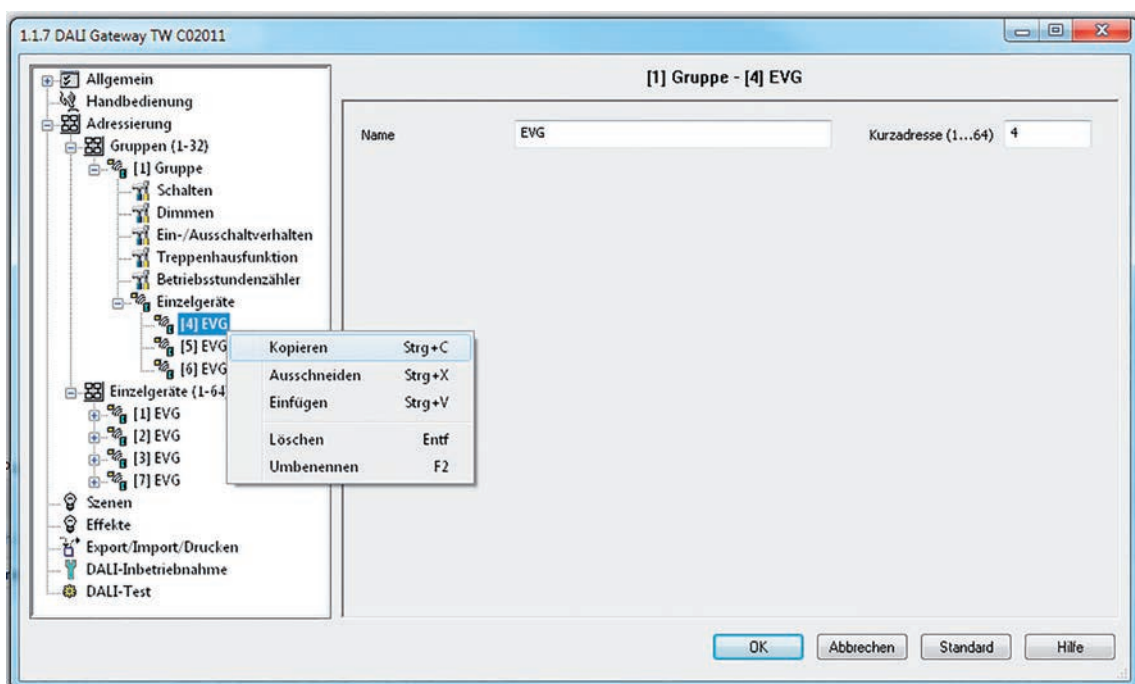 1.1.7 DALI Gateway TW C02011
Allgemein
Handbedienung
Adressierung
Gruppen (1-32)
[1] Gruppe
Schalten
Dimmen
Ein-/Ausschaltverhalten
Treppenhausfunktion
Betriebsstundenzähler
Einzelgeräte
[4] EVG
[5] EVG
[6] EVG
Einzelgeräte (1-64
[1] EVG
[2] EVG
[3] EVG
[7] EVG
Szenen
Effekte
Export/Import/Drucken
DALI-Inbetriebnahme
DALI-Test
Kopieren Strg+C
Ausschneiden Strg+X
Einfügen Strg+V
Löschen Entf
Umbenennen F2
[1] Gruppe - [4] EVG
Name EVG Kurzadresse (1...64) 4
OK Abbrechen Standard Hilfe